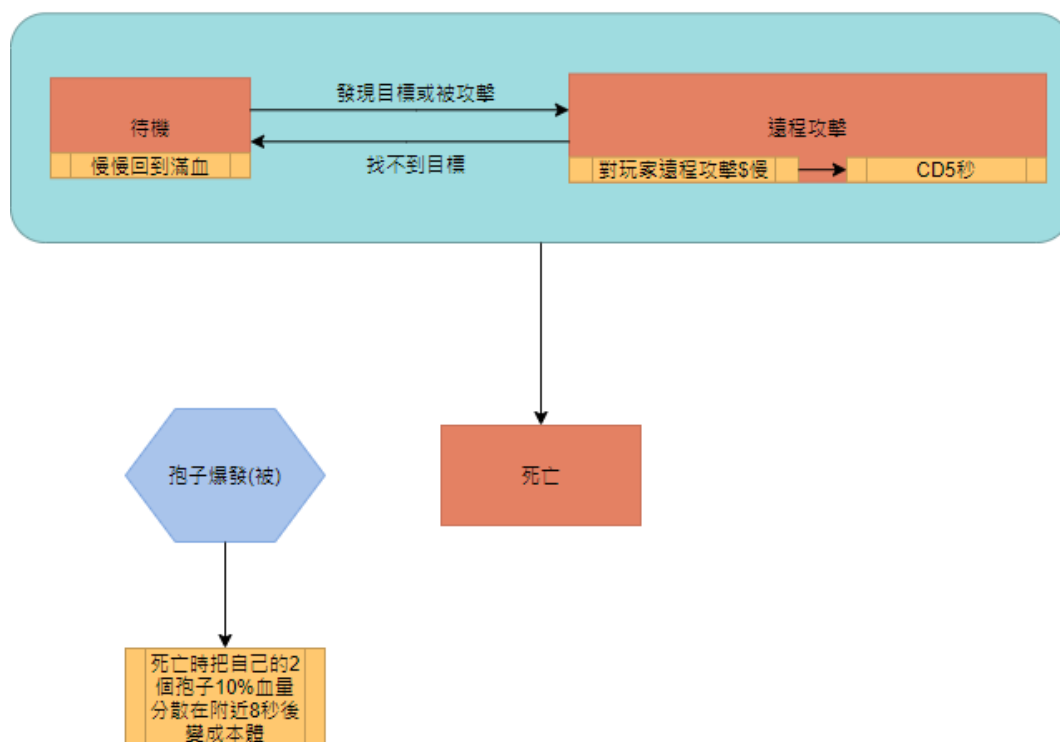 發現目標或被攻擊
待機
遠程攻擊
慢慢回到滿血
找不到目標
對玩家遠程攻擊$慢
CD5秒
孢子爆發(被)
死亡
死亡時把自己的2
個孢子10%血量
分散在附近8秒後
變成本體